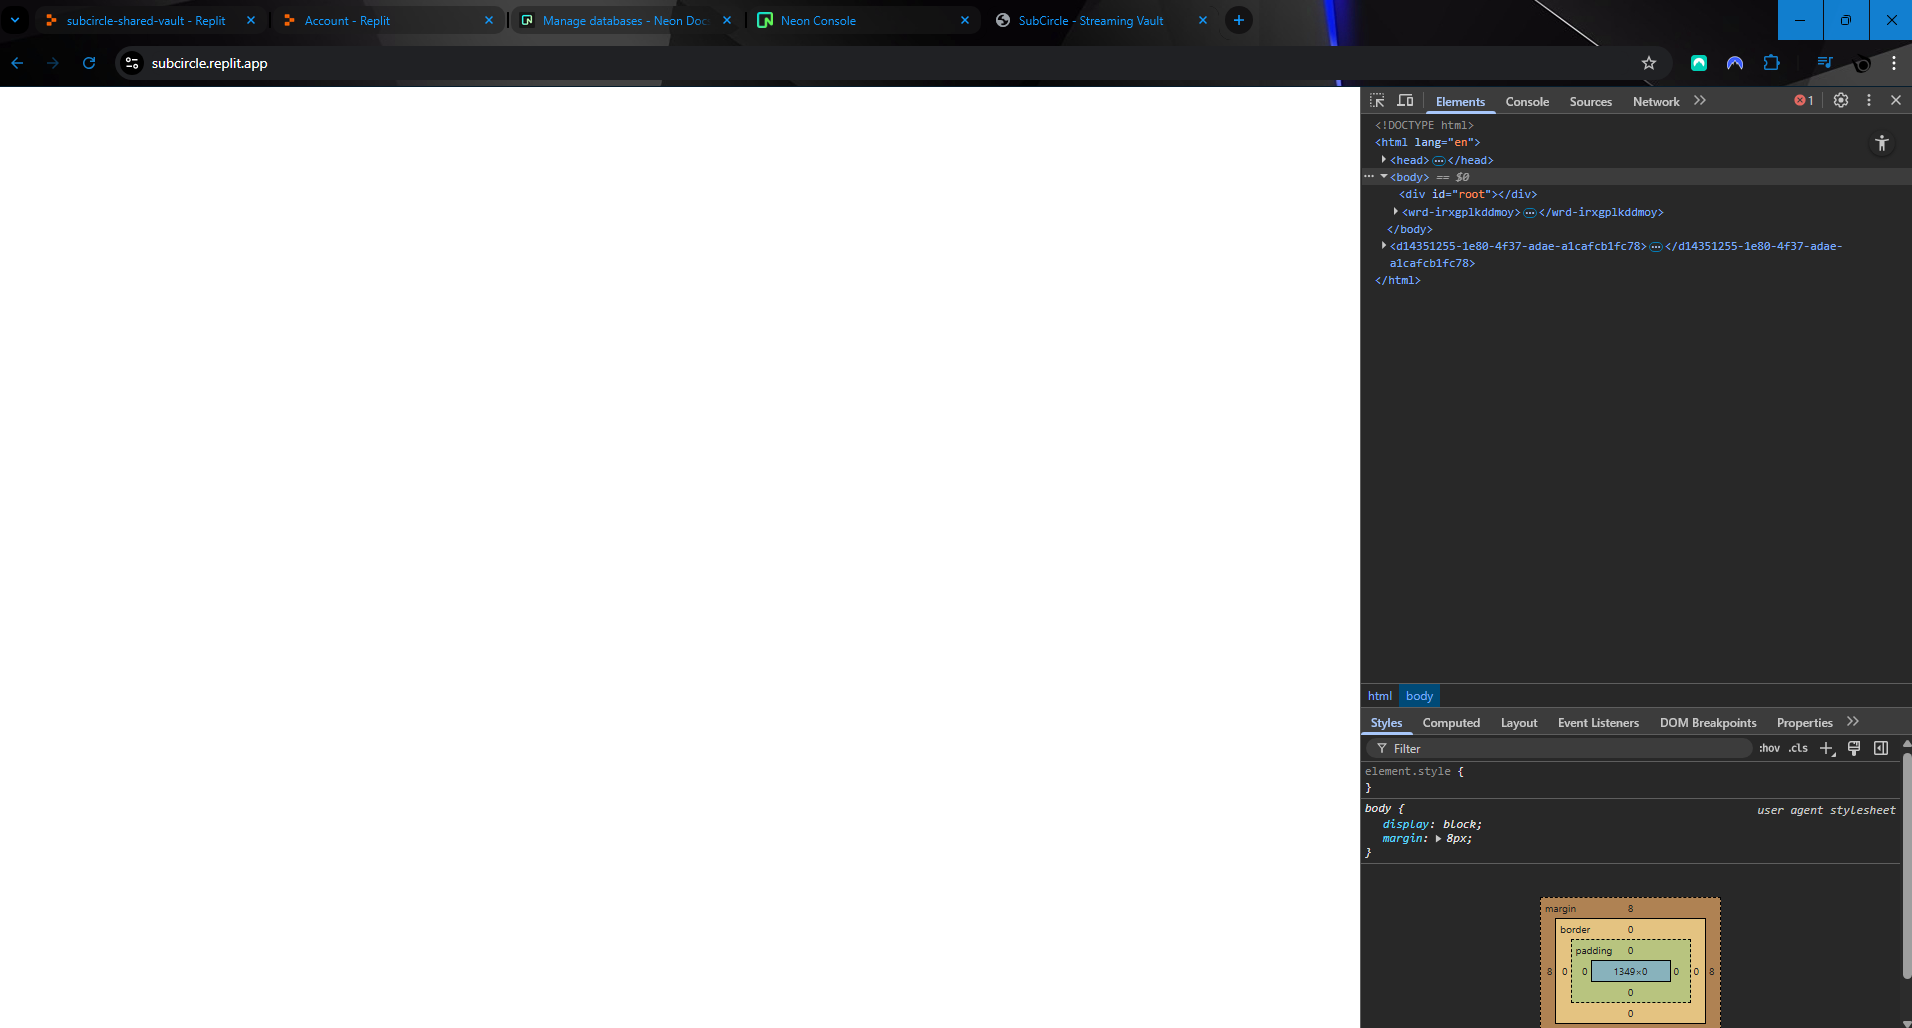 subcircle-shared-vault - Replit
Account - Replit
Manage databases - Neon Doc
Neon Console
SubCircle - Streaming Vault
subcircle.replit.app
Elements Console Sources Network 1
<!DOCTYPE html>
<html lang="en">
<head> ··· </head>
··· <body> == $0
<div id="root"></div>
<wrd-irxgplkddmoy> ··· </wrd-irxgplkddmoy>
</body>
<d14351255-1e80-4f37-adae-a1cafcb1fc78> ··· </d14351255-1e80-4f37-adae-
a1cafcb1fc78>
</html>
html body
Styles Computed Layout Event Listeners DOM Breakpoints Properties
Filter :hov .cls
element.style {
}
body { user agent stylesheet
display: block;
margin: 8px;
}
margin 8
border 0
padding 0
8 0 0 1349×0 0 0 8
0
0